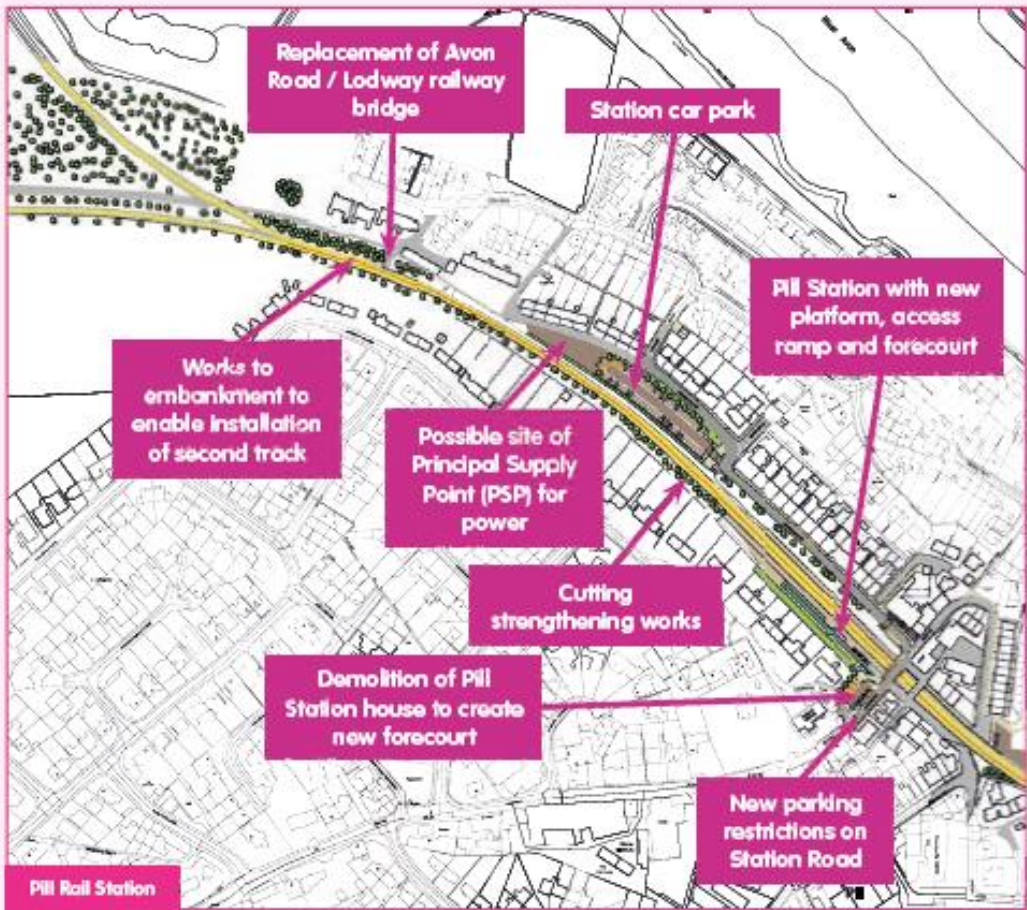 Replacement of Avon
Road / Lodway railway
bridge
Station car park
River Avon
Pill Station with new
platform, access
ramp and forecourt
Works to
embankment to
enable installation
of second track
Possible site of
Principal Supply
Point (PSP) for
power
Cutting
strengthening works
Demolition of Pill
Station house to create
new forecourt
New parking
restrictions on
Station Road
Pill Rail Station